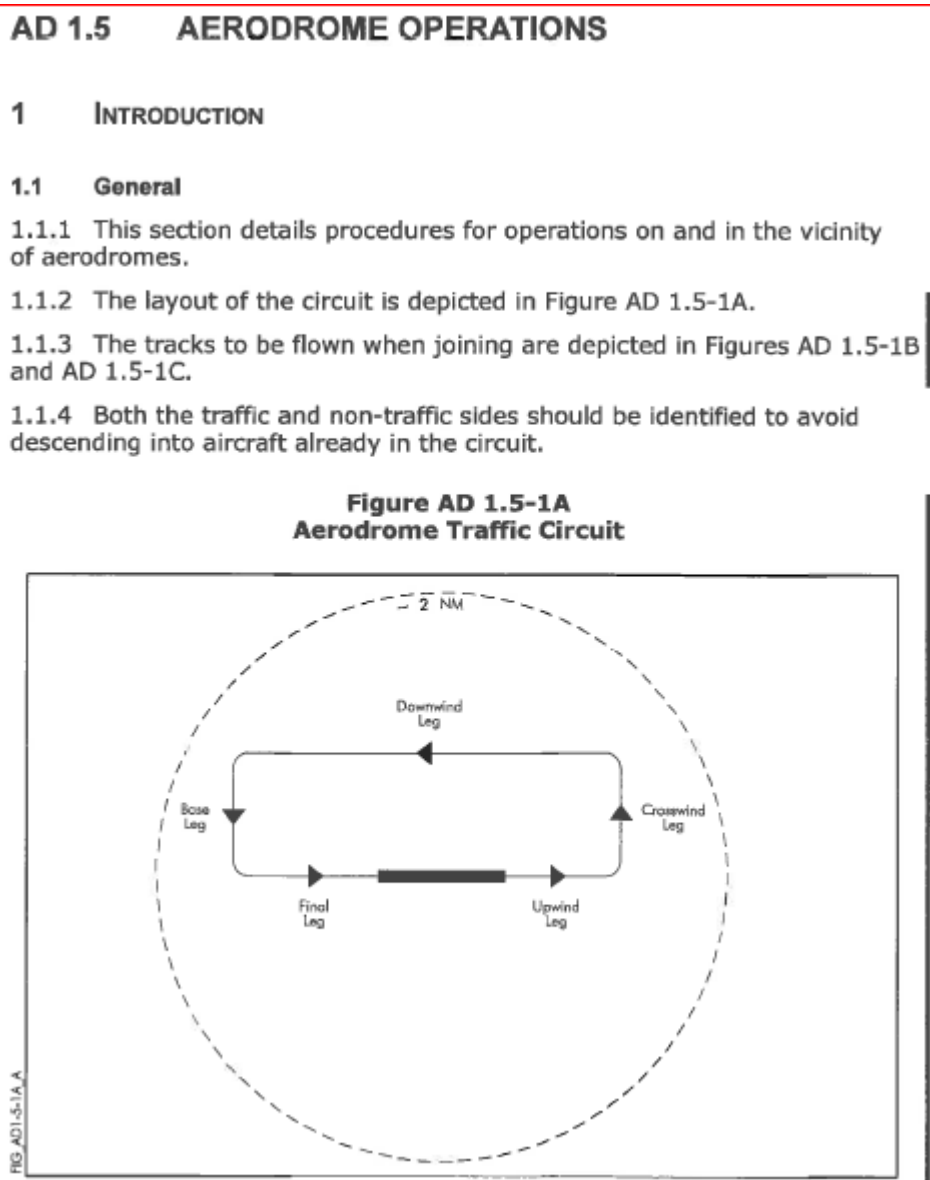 AD 1.5 AERODROME OPERATIONS
1 INTRODUCTION
1.1 General
1.1.1 This section details procedures for operations on and in the vicinity
of aerodromes.
1.1.2 The layout of the circuit is depicted in Figure AD 1.5-1A.
1.1.3 The tracks to be flown when joining are depicted in Figures AD 1.5-1B
and AD 1.5-1C.
1.1.4 Both the traffic and non-traffic sides should be identified to avoid
descending into aircraft already in the circuit.
Figure AD 1.5-1A
Aerodrome Traffic Circuit
2 NM
Downwind
Leg
Base
Leg
Crosswind
Leg
Final
Leg
Upwind
Leg
FIG_AD1-5-1A_A